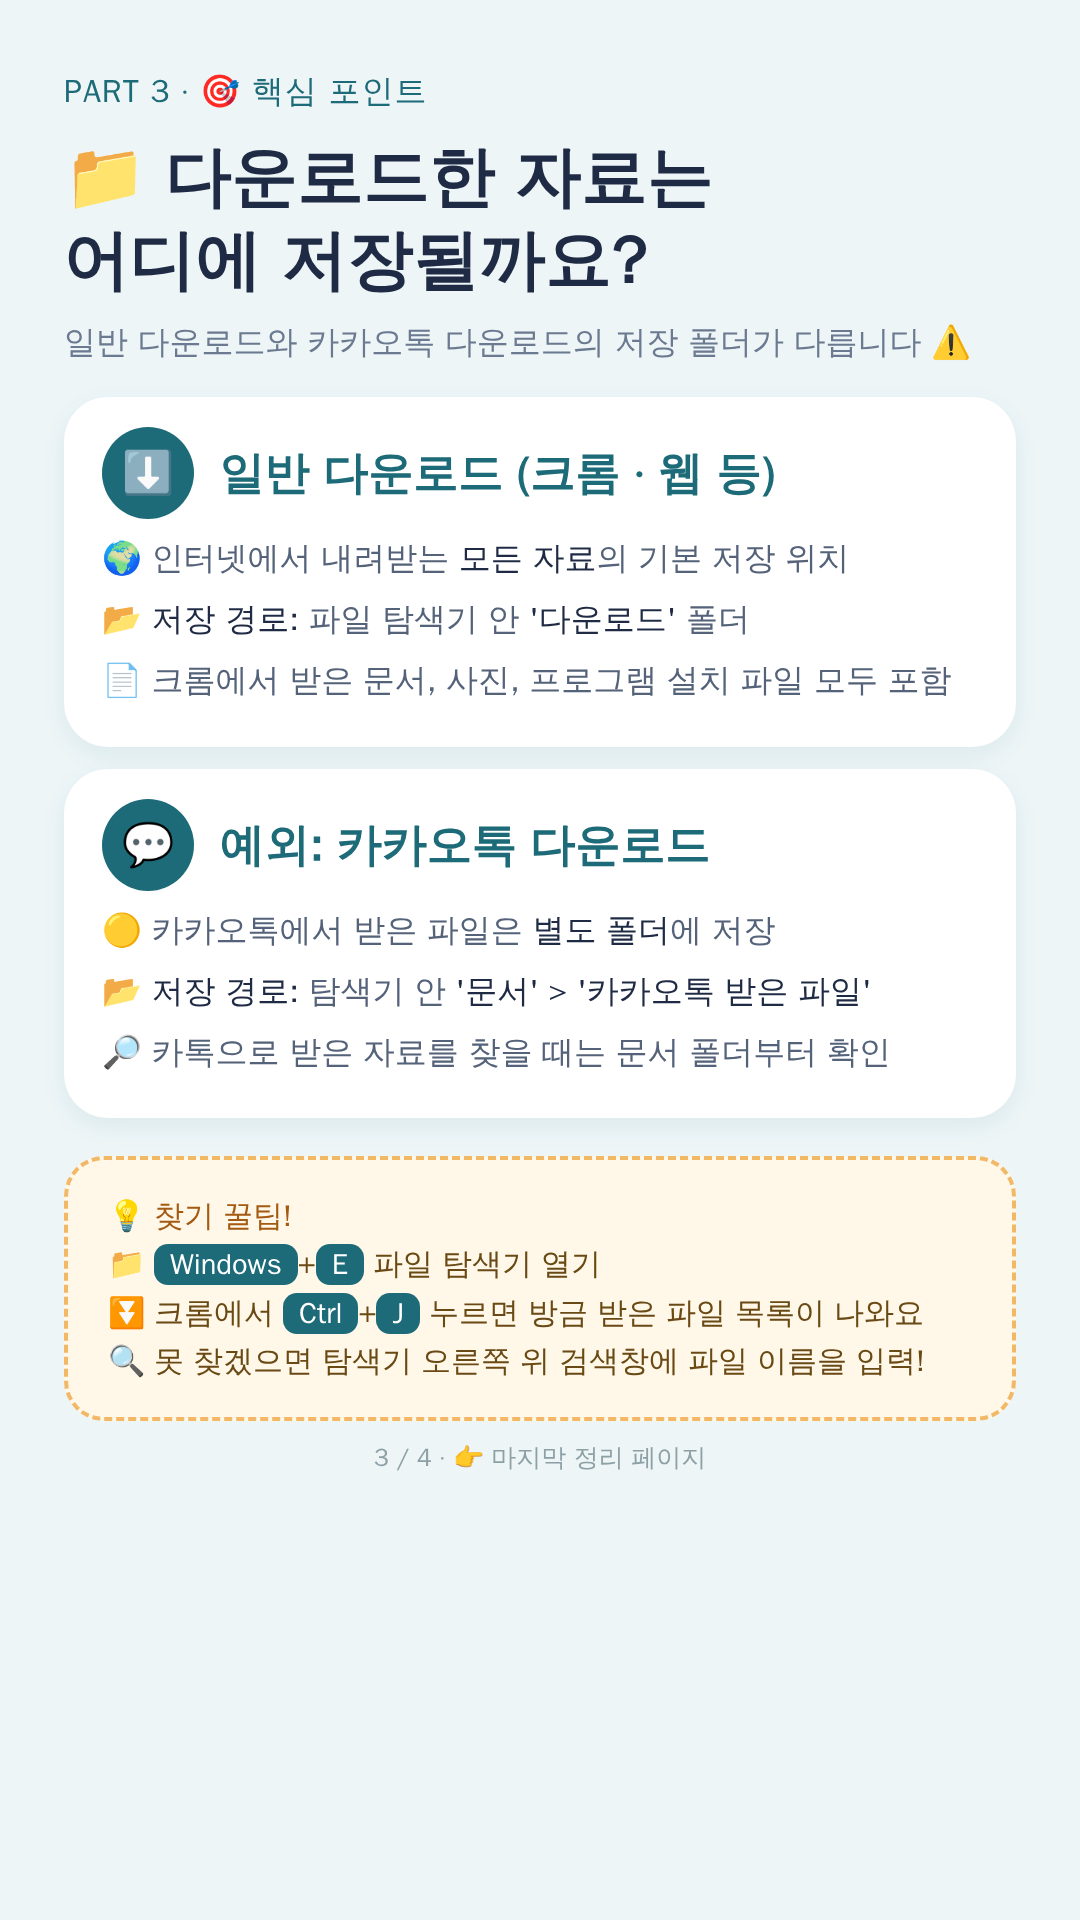 PART 3 · 🎯 핵심 포인트
📁 다운로드한 자료는
어디에 저장될까요?
일반 다운로드와 카카오톡 다운로드의 저장 폴더가 다릅니다 ⚠️
⬇️ 일반 다운로드 (크롬 · 웹 등)
🌍 인터넷에서 내려받는 모든 자료의 기본 저장 위치
📂 저장 경로: 파일 탐색기 안 '다운로드' 폴더
📄 크롬에서 받은 문서, 사진, 프로그램 설치 파일 모두 포함
💬 예외: 카카오톡 다운로드
🟡 카카오톡에서 받은 파일은 별도 폴더에 저장
📂 저장 경로: 탐색기 안 '문서' > '카카오톡 받은 파일'
🔎 카톡으로 받은 자료를 찾을 때는 문서 폴더부터 확인
💡 찾기 꿀팁!
📁 Windows+E 파일 탐색기 열기
⏬ 크롬에서 Ctrl+J 누르면 방금 받은 파일 목록이 나와요
🔍 못 찾겠으면 탐색기 오른쪽 위 검색창에 파일 이름을 입력!
3 / 4 · 👉 마지막 정리 페이지